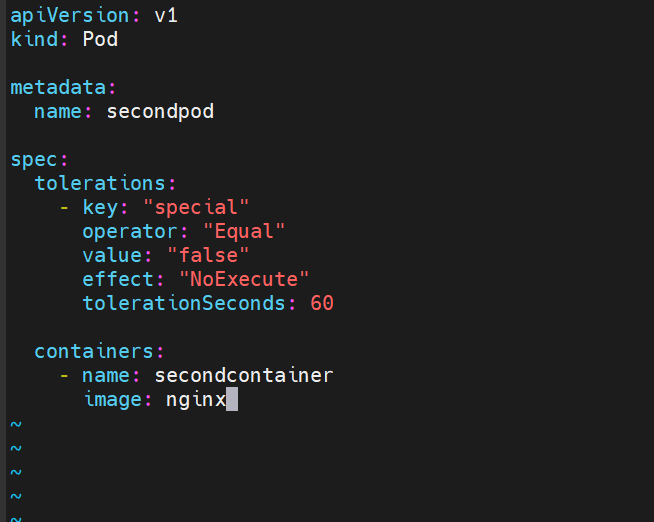 apiVersion: v1
kind: Pod

metadata:
  name: secondpod

spec:
  tolerations:
    - key: "special"
      operator: "Equal"
      value: "false"
      effect: "NoExecute"
      tolerationSeconds: 60

  containers:
    - name: secondcontainer
      image: nginx
~
~
~
~
~